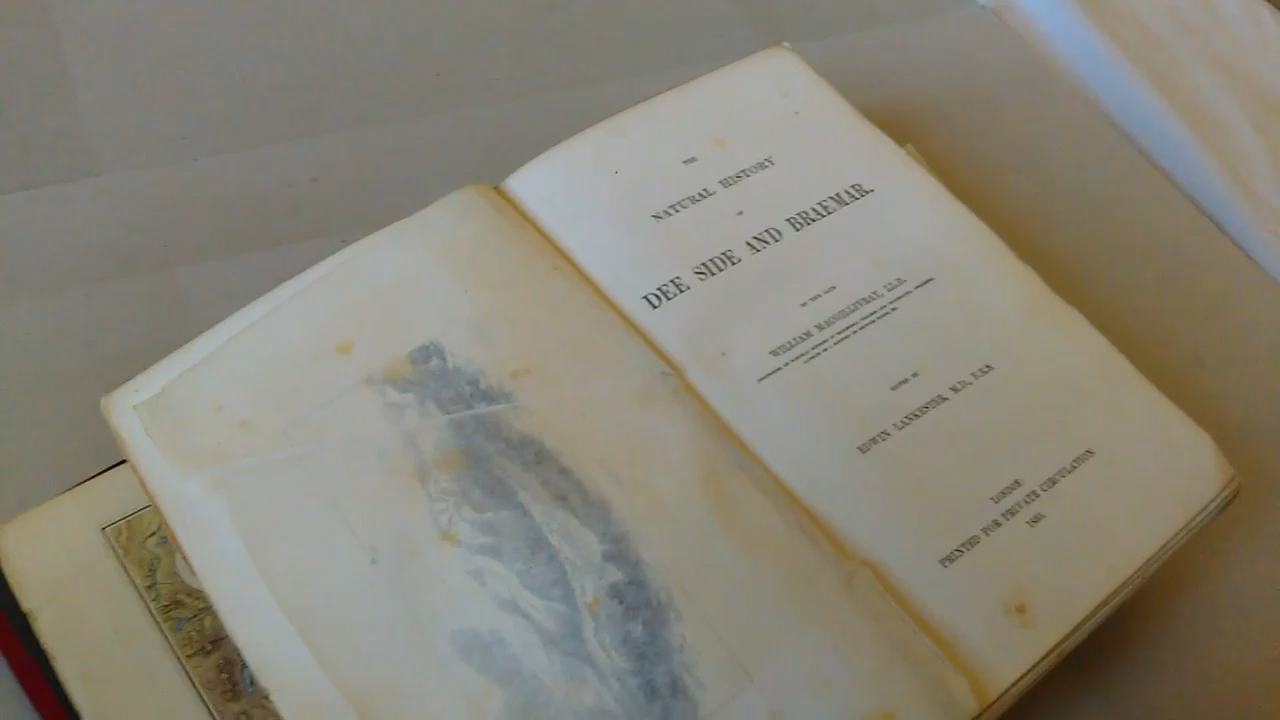 THE
NATURAL HISTORY
DEE SIDE AND BRAEMAR.
BY THE LATE
WILLIAM MACGILLIVRAY, LL.D.
EDITED BY
EDWIN LANKESTER, M.D., F.R.S
LONDON:
PRINTED FOR PRIVATE CIRCULATION